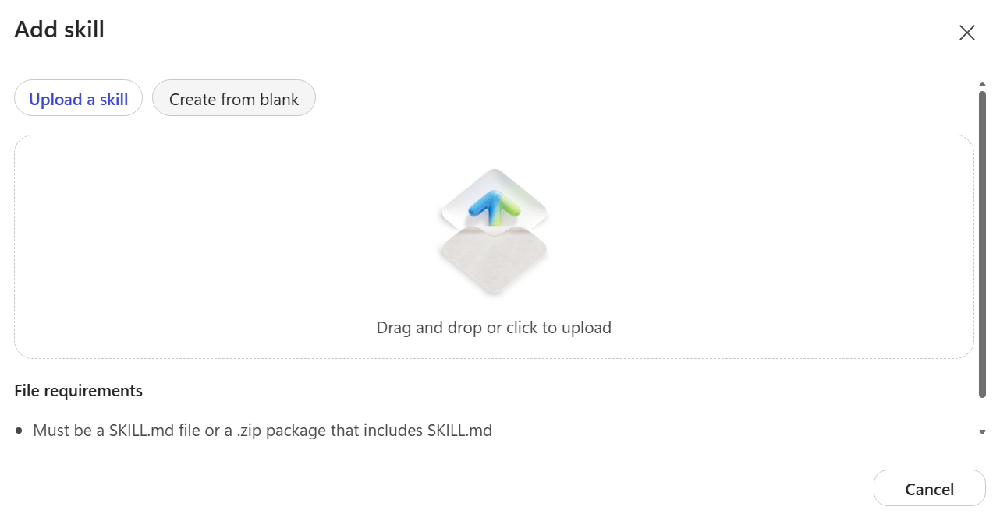 Add skill
Upload a skill
Create from blank
Drag and drop or click to upload
File requirements
Must be a SKILL.md file or a .zip package that includes SKILL.md
Cancel